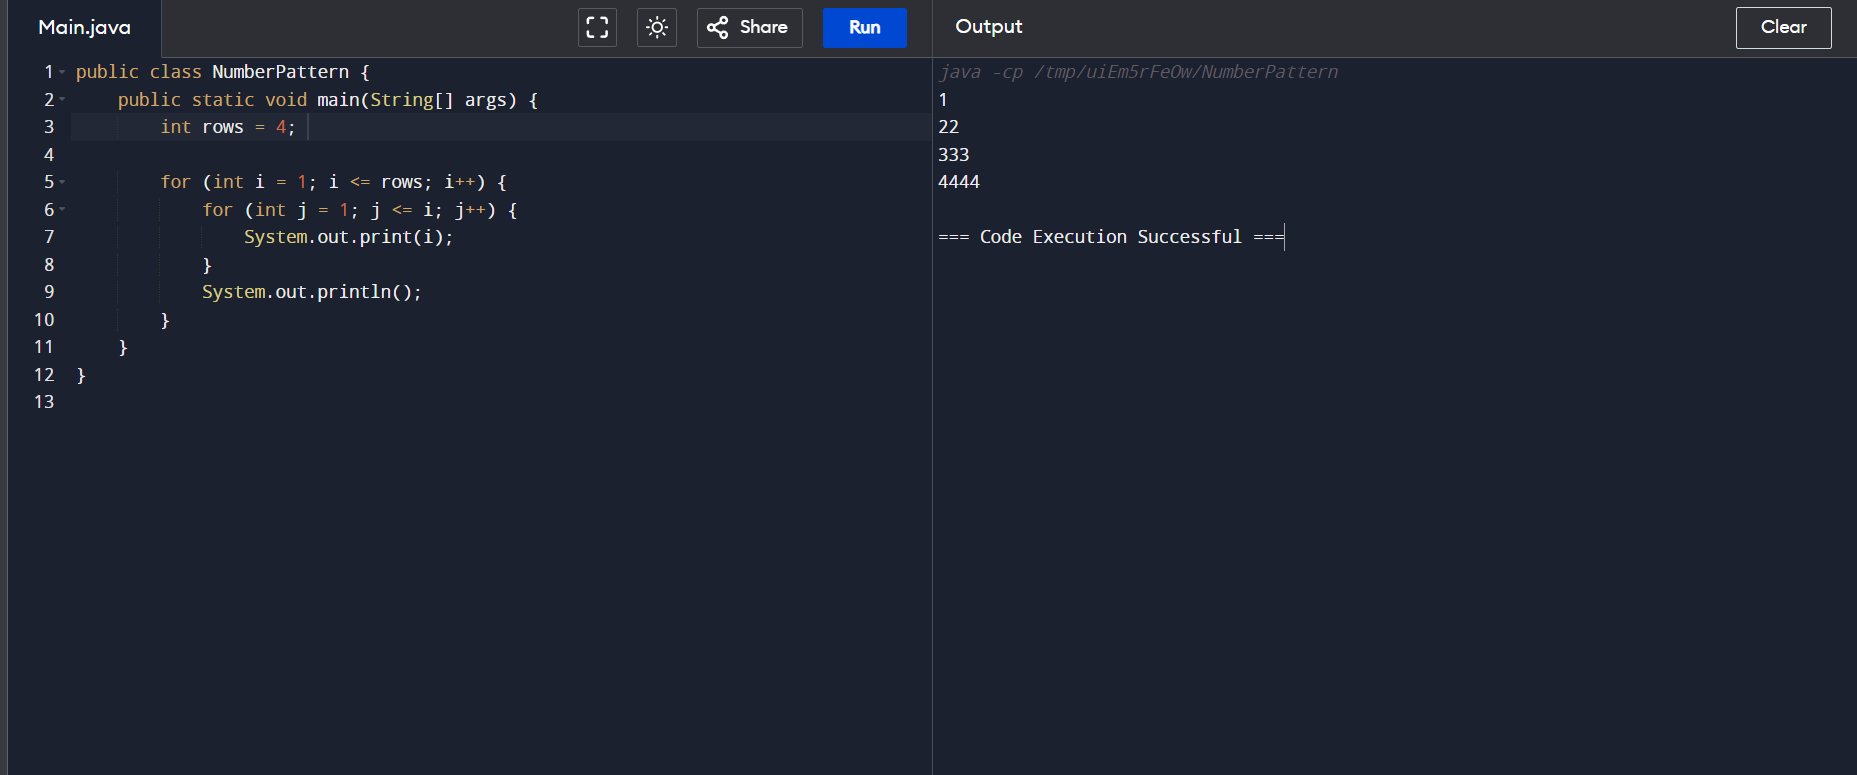 Main.java
Share
Run
Output
Clear
1 public class NumberPattern {
2     public static void main(String[] args) {
3         int rows = 4;
4
5         for (int i = 1; i <= rows; i++) {
6             for (int j = 1; j <= i; j++) {
7                 System.out.print(i);
8             }
9             System.out.println();
10         }
11     }
12 }
13
java -cp /tmp/uiEm5rFeOw/NumberPattern
1
22
333
4444
=== Code Execution Successful ===